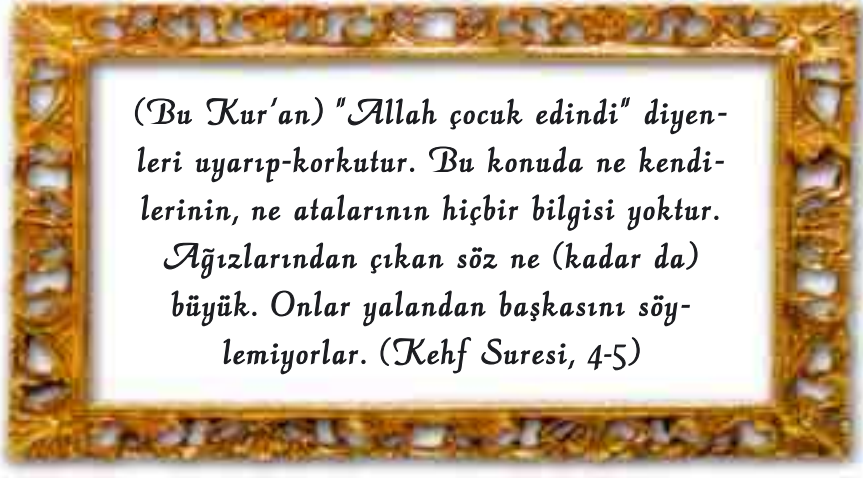 (Bu Kur'an) "Allah çocuk edindi" diyen-
leri uyarıp-korkutur. Bu konuda ne kendi-
lerinin, ne atalarının hiçbir bilgisi yoktur.
Ağızlarından çıkan söz ne (kadar da)
büyük. Onlar yalandan başkasını söy-
lemiyorlar. (Kehf Suresi, 4-5)